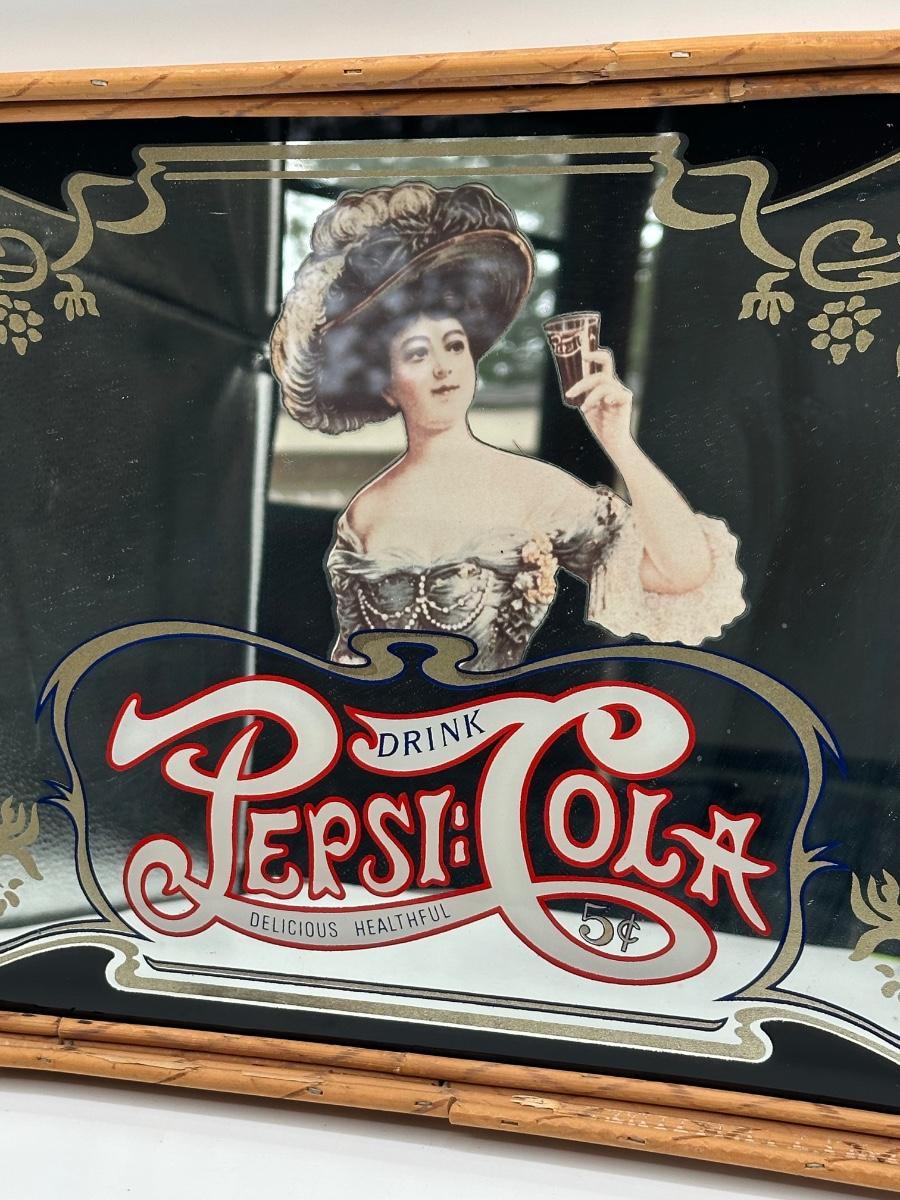 DRINK
PEPSI:COLA
DELICIOUS HEALTHFUL
5¢